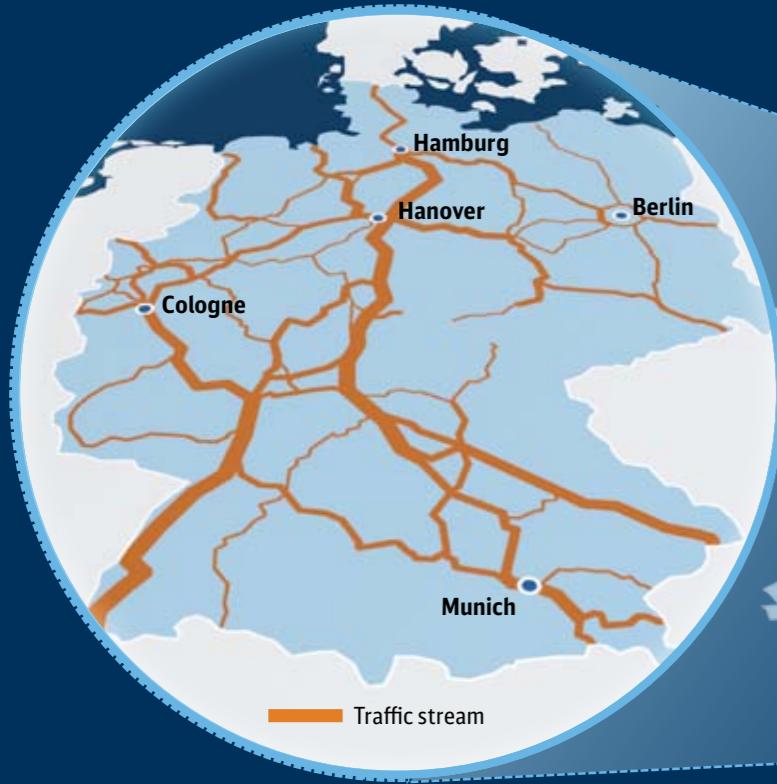 Hamburg
Hanover
Berlin
Cologne
Munich
Traffic stream